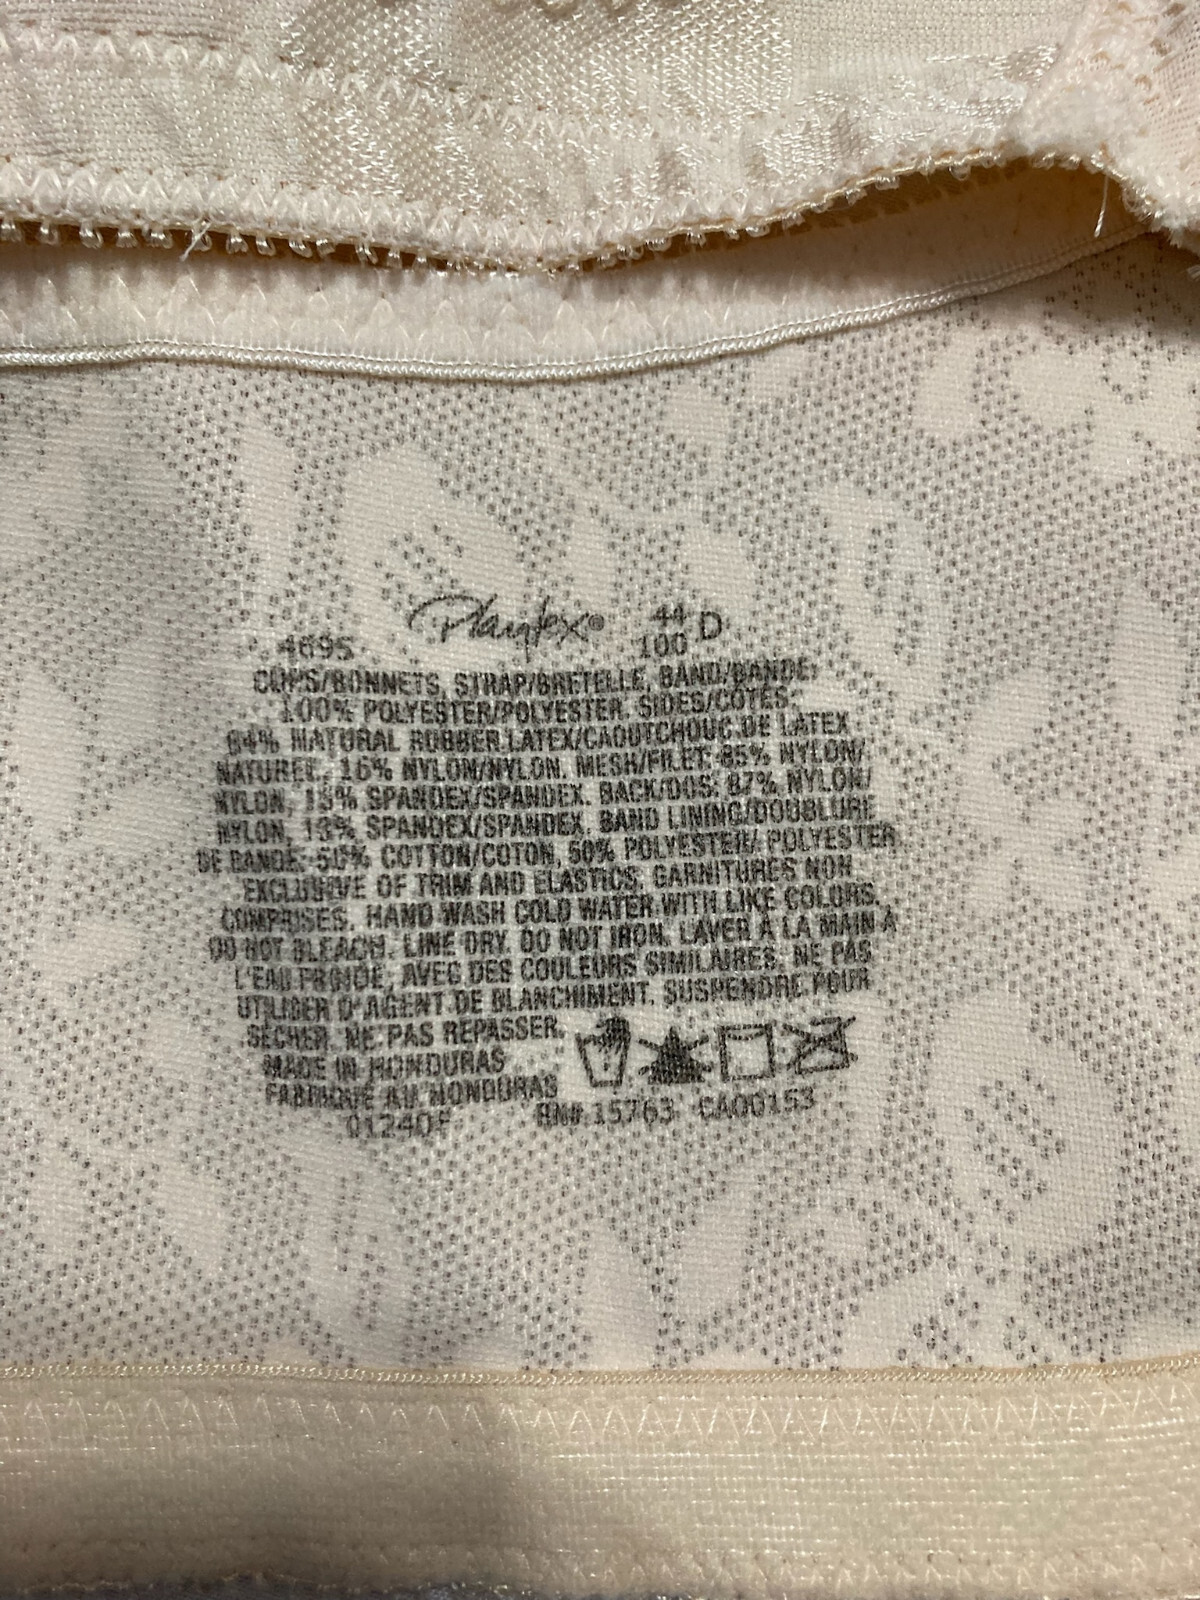 Playtex® 44 D
4695 100
CUPS/BONNETS, STRAP/BRETELLE, BAND/BANDE:
100% POLYESTER/POLYESTER. SIDES/CÔTÉS:
84% NATURAL RUBBER LATEX/CAOUTCHOUC DE LATEX
NATUREL, 16% NYLON/NYLON. MESH/FILET: 85% NYLON/
NYLON, 15% SPANDEX/SPANDEX. BACK/DOS: 87% NYLON/
NYLON, 13% SPANDEX/SPANDEX. BAND LINING/DOUBLURE
DE BANDE: 50% COTTON/COTON, 50% POLYESTER/ POLYESTER
EXCLUSIVE OF TRIM AND ELASTICS. GARNITURES NON
COMPRISES. HAND WASH COLD WATER WITH LIKE COLORS.
DO NOT BLEACH. LINE DRY. DO NOT IRON. LAVER À LA MAIN À
L'EAU FROIDE, AVEC DES COULEURS SIMILAIRES. NE PAS
UTILISER D'AGENT DE BLANCHIMENT. SUSPENDRE POUR
SÉCHER. NE PAS REPASSER.
MADE IN HONDURAS
FABRIQUÉ AU HONDURAS
RN# 15763 CA00153